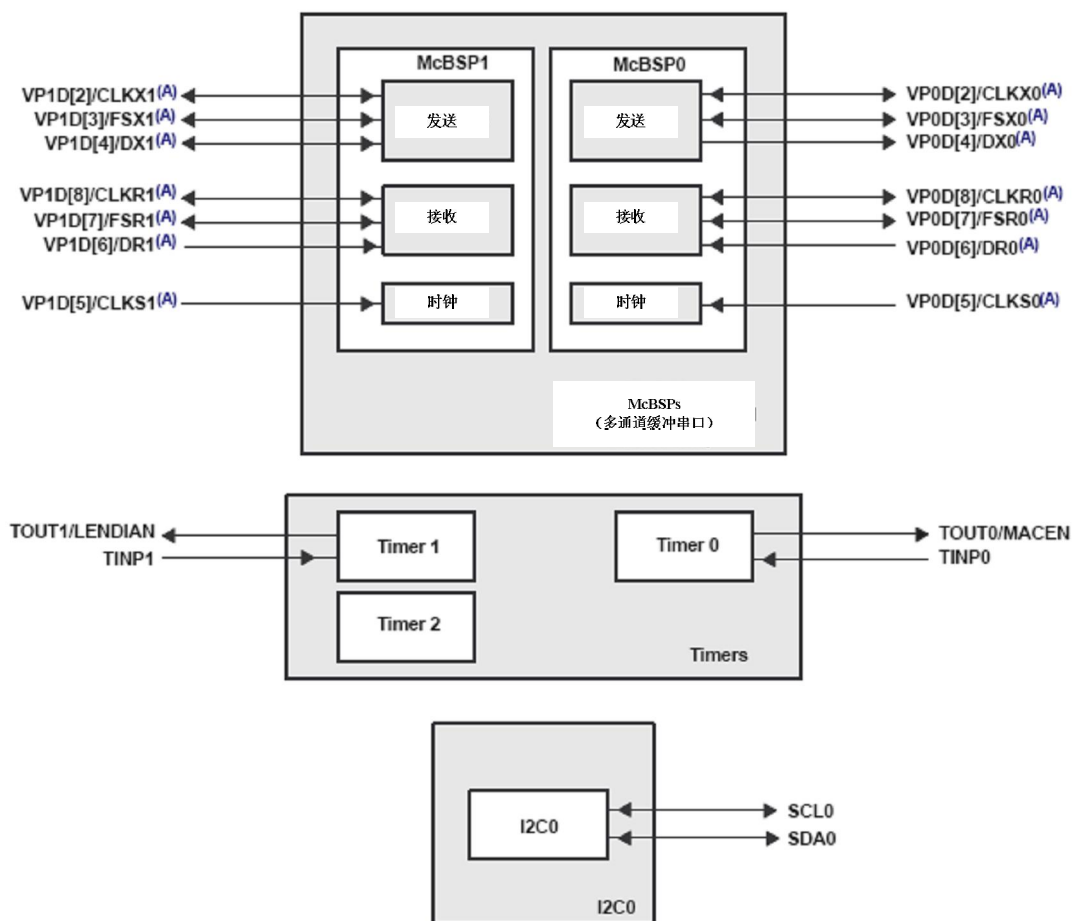 McBSP1
McBSP0
VP1D[2]/CLKX1(A)
VP1D[3]/FSX1(A)
VP1D[4]/DX1(A)
发送
发送
VP0D[2]/CLKX0(A)
VP0D[3]/FSX0(A)
VP0D[4]/DX0(A)
VP1D[8]/CLKR1(A)
VP1D[7]/FSR1(A)
VP1D[6]/DR1(A)
接收
接收
VP0D[8]/CLKR0(A)
VP0D[7]/FSR0(A)
VP0D[6]/DR0(A)
VP1D[5]/CLKS1(A)
时钟
时钟
VP0D[5]/CLKS0(A)
McBSPs
（多通道缓冲串口）
TOUT1/LENDIAN
TINP1
Timer 1
Timer 0
TOUT0/MACEN
TINP0
Timer 2
Timers
I2C0
SCL0
SDA0
I2C0